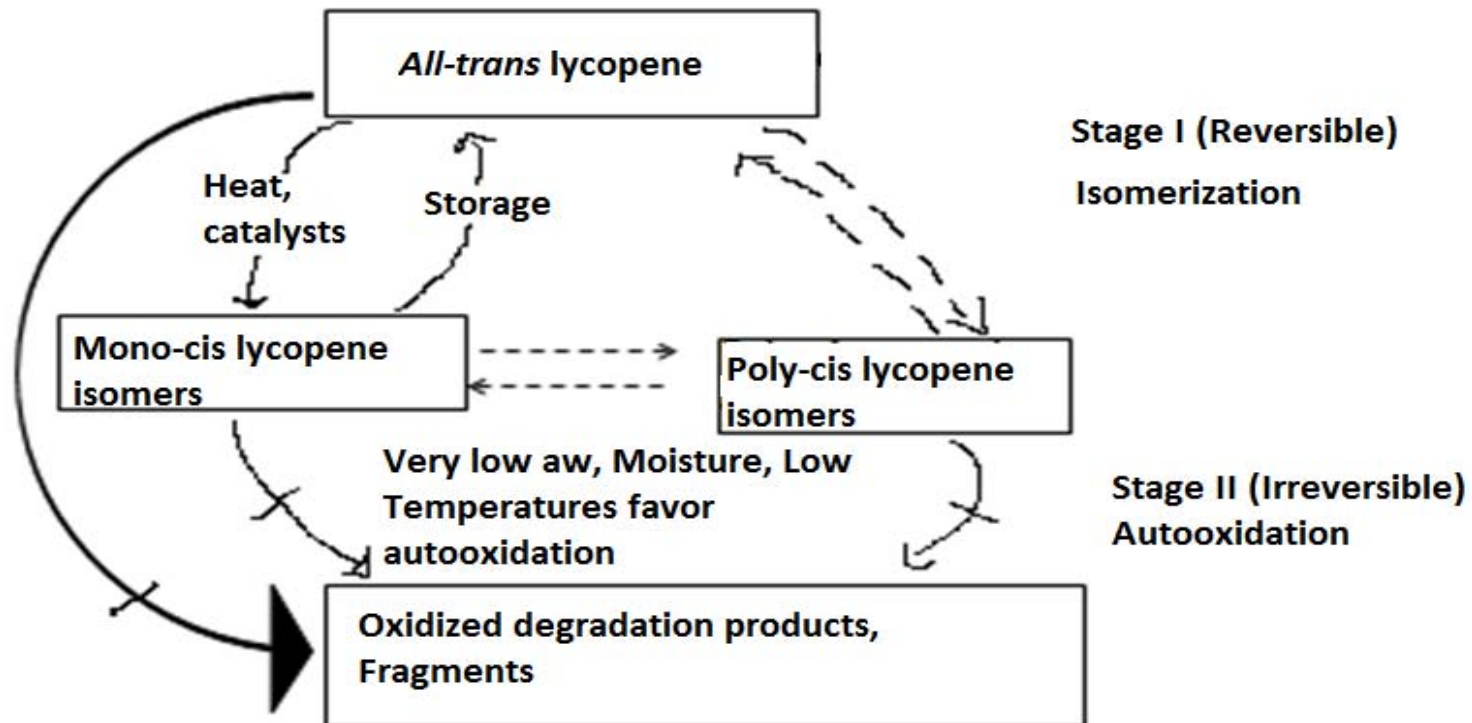 All-trans lycopene
Stage I (Reversible)
Isomerization
Heat,
catalysts
Storage
Mono-cis lycopene
isomers
Poly-cis lycopene
isomers
Very low aw, Moisture, Low
Temperatures favor
autooxidation
Stage II (Irreversible)
Autooxidation
Oxidized degradation products,
Fragments